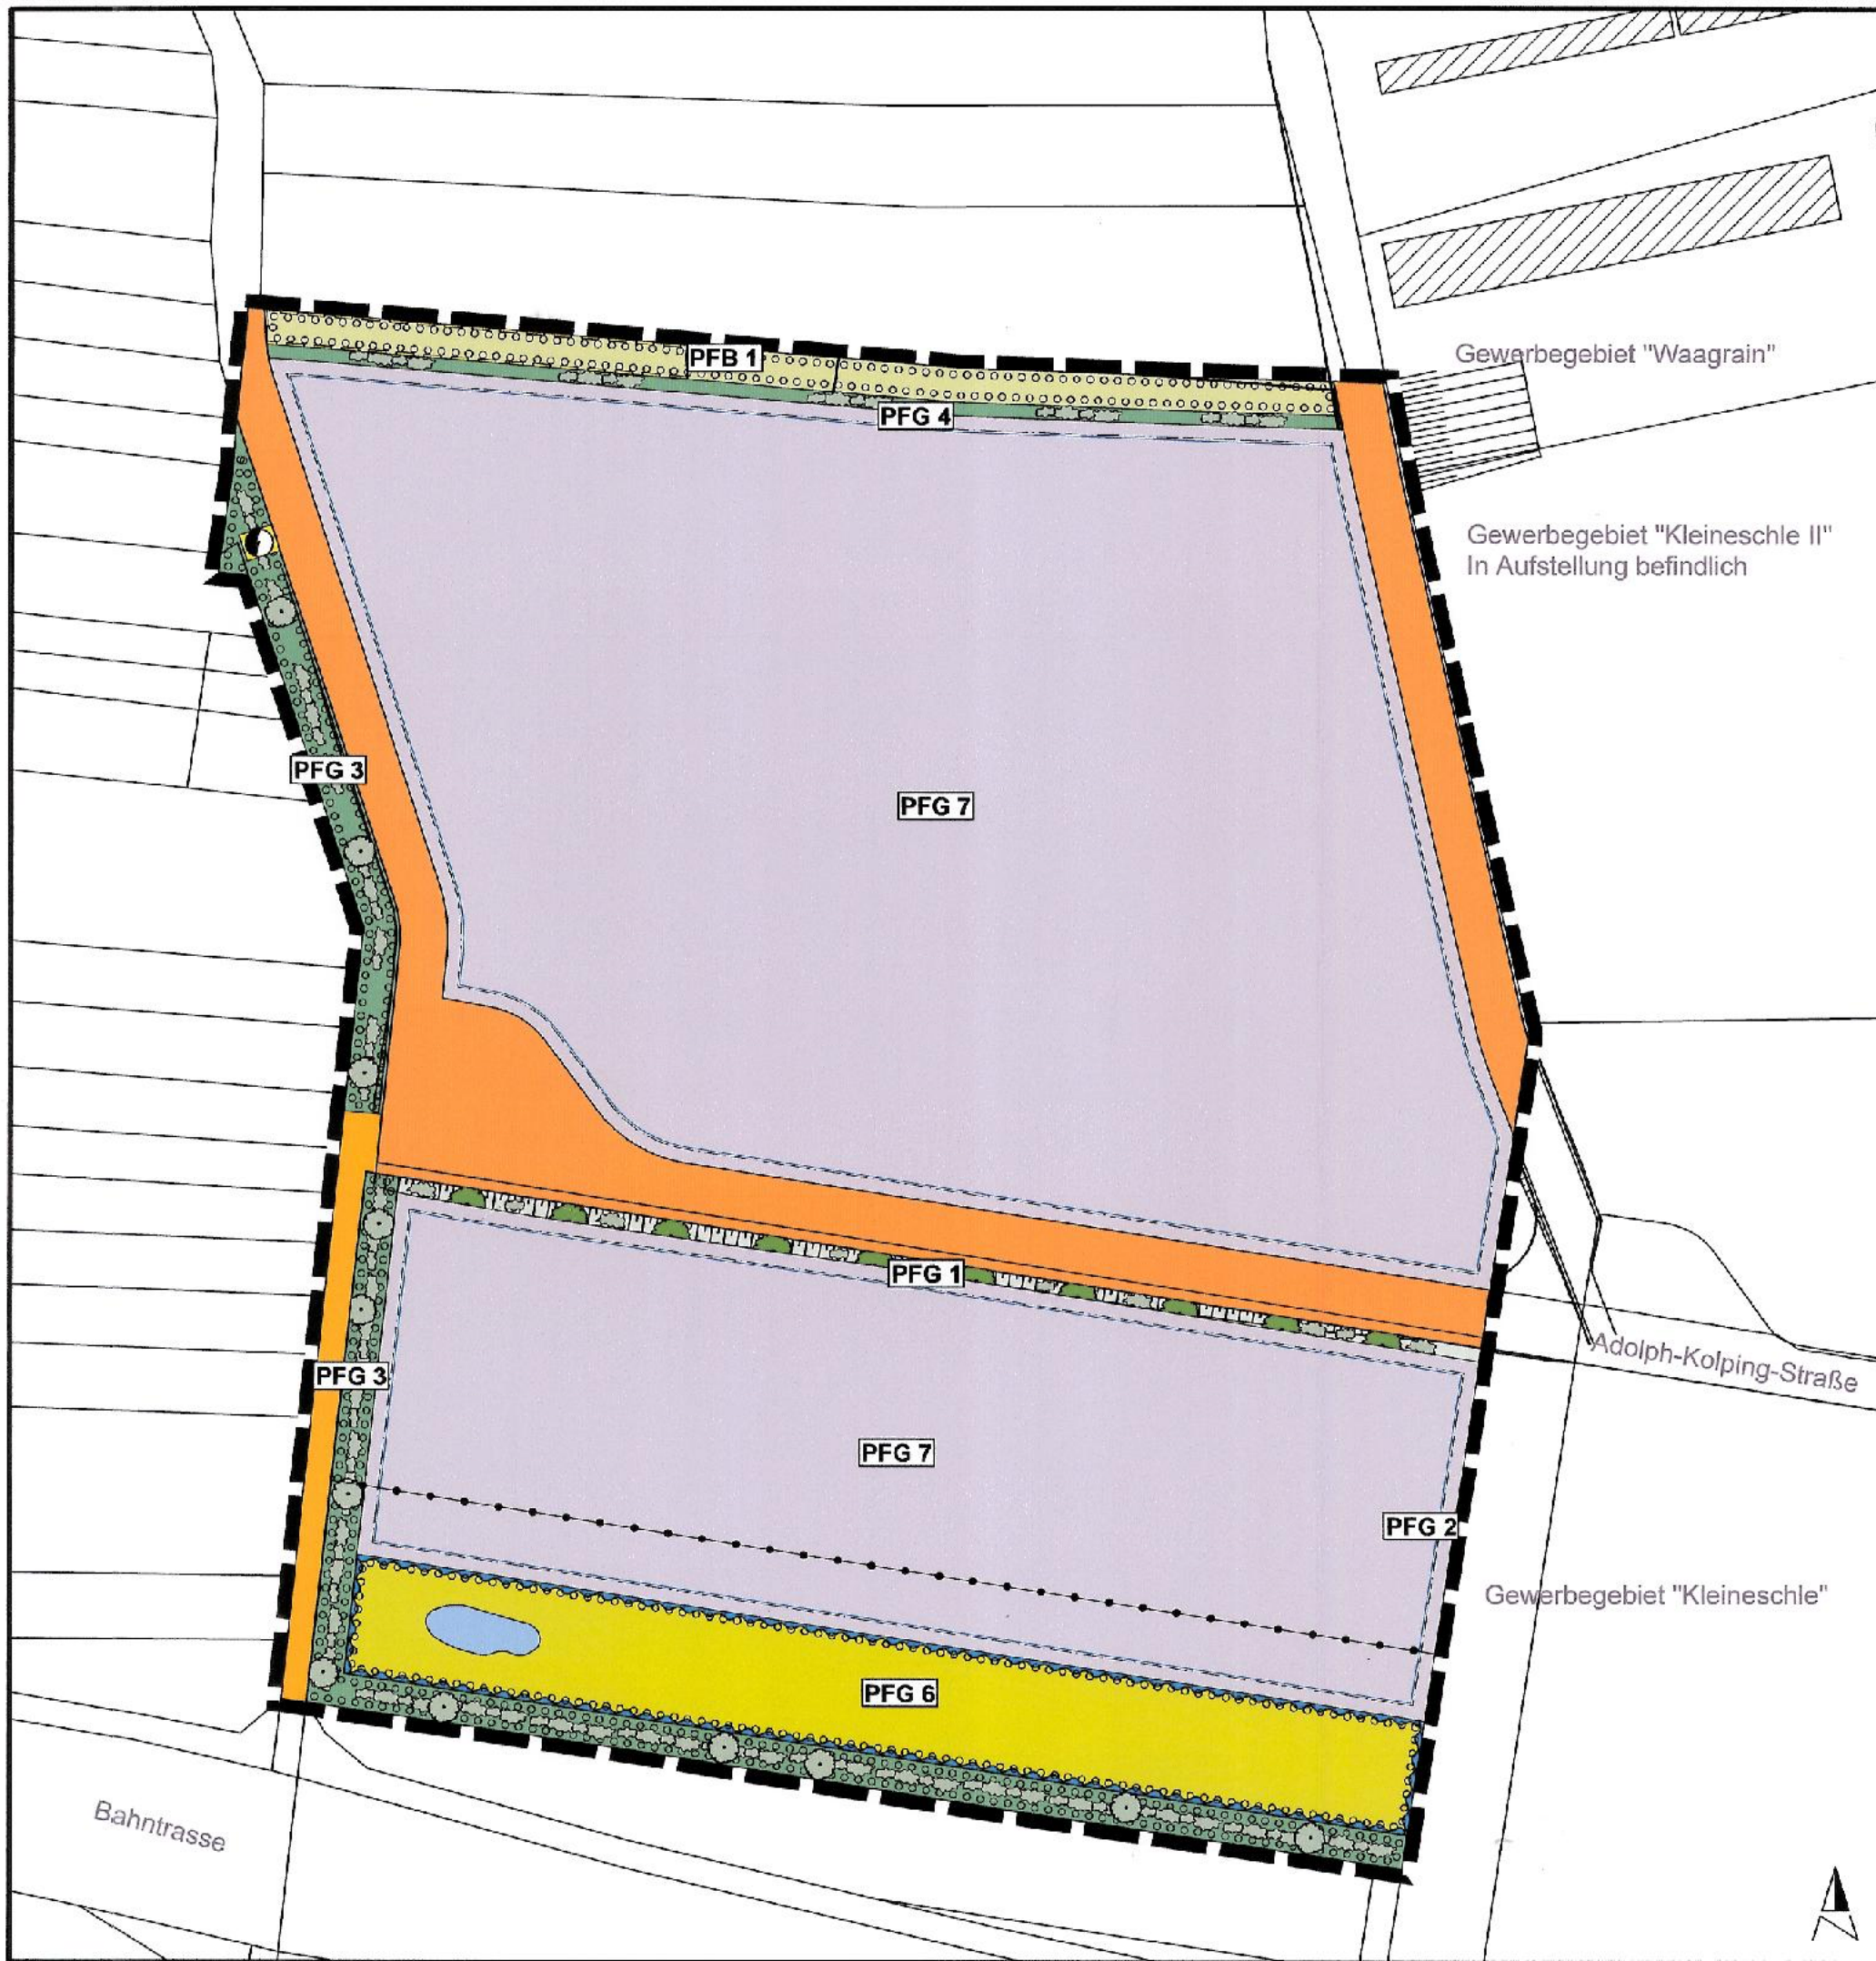 Gewerbegebiet "Waagrain"
PFB 1
PFG 4
Gewerbegebiet "Kleineschle II"
In Aufstellung befindlich
PFG 3
PFG 7
PFG 1
Adolph-Kolping-Straße
PFG 3
PFG 7
PFG 2
Gewerbegebiet "Kleineschle"
PFG 6
Bahntrasse